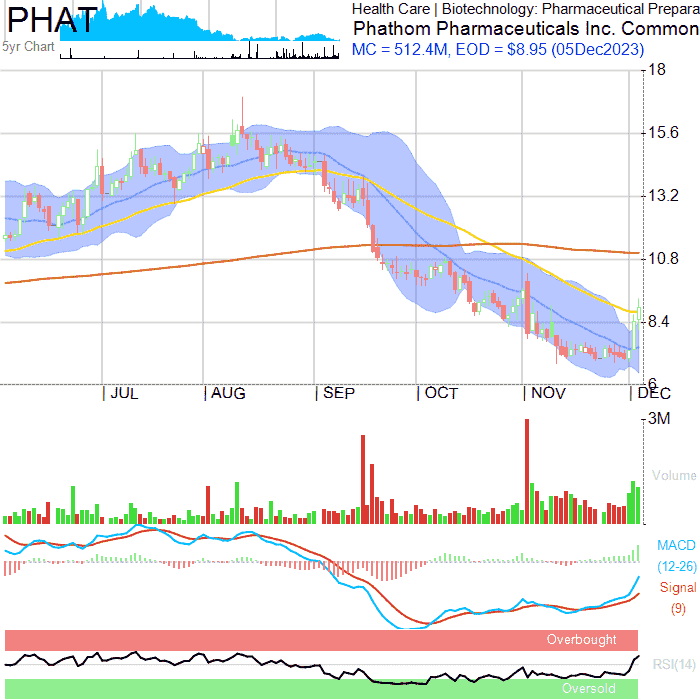 PHAT
Health Care | Biotechnology: Pharmaceutical Prepara
Phathom Pharmaceuticals Inc. Common
MC = 512.4M, EOD = $8.95 (05Dec2023)
5yr Chart
18
15.6
13.2
10.8
8.4
6
JUL
AUG
SEP
OCT
NOV
DEC
3M
Volume
MACD
(12-26)
Signal
(9)
Overbought
RSI(14)
Oversold